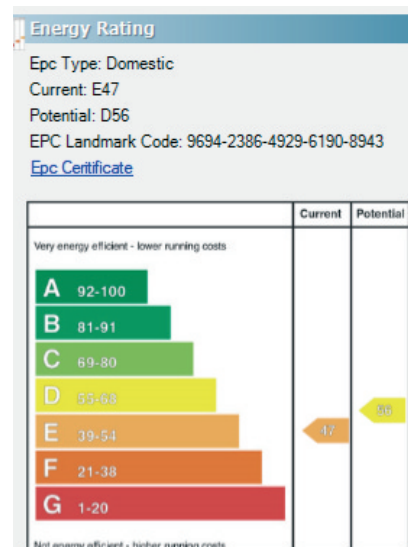 Energy Rating
Epc Type: Domestic
Current: E47
Potential: D56
EPC Landmark Code: 9694-2386-4929-6190-8943
Epc Ceritificate
Current Potential
Very energy efficient - lower running costs
A 92-100
B 81-91
C 69-80
D 55-68
56
E 39-54
47
F 21-38
G 1-20
Not energy efficient - higher running costs